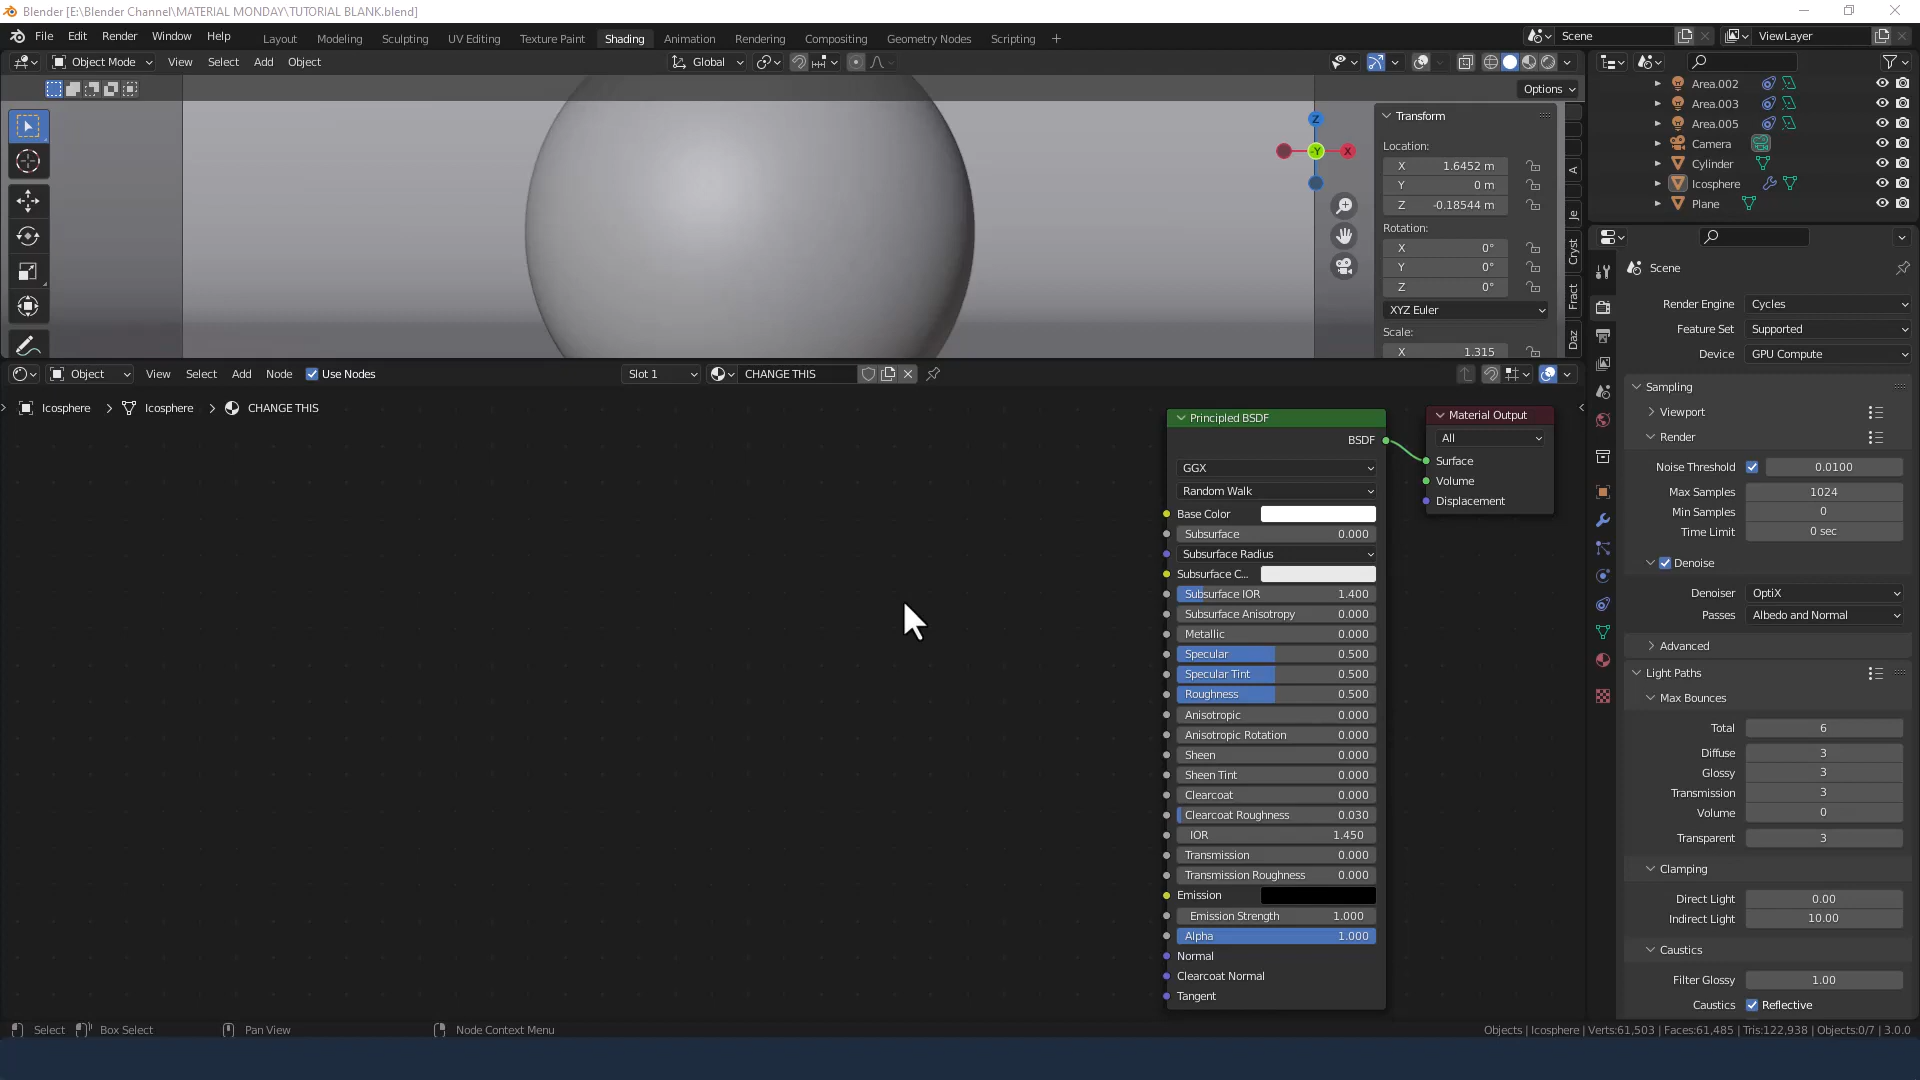 Blender [E:\Blender Channel\MATERIAL MONDAY\TUTORIAL BLANK.blend]
File Edit Render Window Help Layout Modeling Sculpting UV Editing Texture Paint Shading Animation Rendering Compositing Geometry Nodes Scripting + Scene ViewLayer
Object Mode View Select Add Object Global
Options
Area.002
Area.003
Area.005
Camera
Cylinder
Icosphere
Plane
Z
-Y
X
Transform
Location:
X 1.6452 m
Y 0 m
Z -0.18544 m
Rotation:
X 0°
Y 0°
Z 0°
XYZ Euler
Scale:
X 1.315
A
Je
Cryst
Fract
Daz
Object View Select Add Node Use Nodes Slot 1 CHANGE THIS
Icosphere > Icosphere > CHANGE THIS
Principled BSDF
BSDF
GGX
Random Walk
Base Color
Subsurface 0.000
Subsurface Radius
Subsurface C...
Subsurface IOR 1.400
Subsurface Anisotropy 0.000
Metallic 0.000
Specular 0.500
Specular Tint 0.500
Roughness 0.500
Anisotropic 0.000
Anisotropic Rotation 0.000
Sheen 0.000
Sheen Tint 0.000
Clearcoat 0.000
Clearcoat Roughness 0.030
IOR 1.450
Transmission 0.000
Transmission Roughness 0.000
Emission
Emission Strength 1.000
Alpha 1.000
Normal
Clearcoat Normal
Tangent
Material Output
All
Surface
Volume
Displacement
Scene
Render Engine Cycles
Feature Set Supported
Device GPU Compute
Sampling
Viewport
Render
Noise Threshold 0.0100
Max Samples 1024
Min Samples 0
Time Limit 0 sec
Denoise
Denoiser OptiX
Passes Albedo and Normal
Advanced
Light Paths
Max Bounces
Total 6
Diffuse 3
Glossy 3
Transmission 3
Volume 0
Transparent 3
Clamping
Direct Light 0.00
Indirect Light 10.00
Caustics
Filter Glossy 1.00
Caustics Reflective
Select Box Select Pan View Node Context Menu Objects | Icosphere | Verts:61,503 | Faces:61,485 | Tris:122,938 | Objects:0/7 | 3.0.0